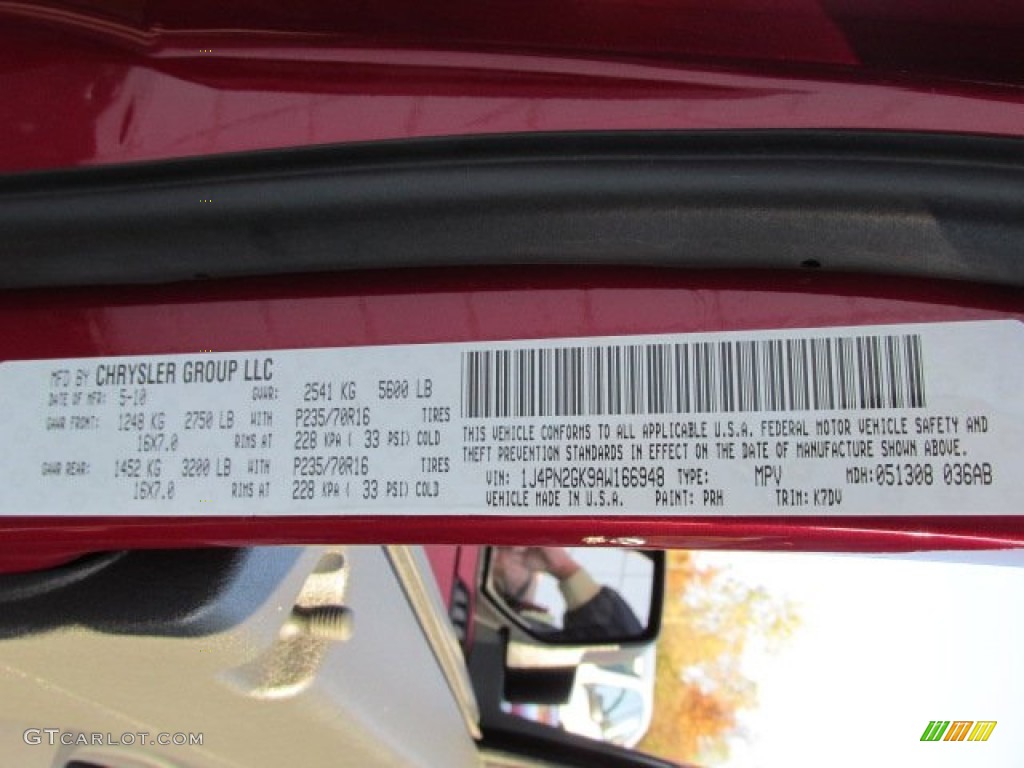 MFD BY CHRYSLER GROUP LLC
DATE OF MFR: 5-10 GVWR: 2541 KG 5600 LB
GAWR FRONT: 1248 KG 2750 LB WITH P235/70R16 TIRES
16X7.0 RIMS AT 228 KPA ( 33 PSI) COLD
GAWR REAR: 1452 KG 3200 LB WITH P235/70R16 TIRES
16X7.0 RIMS AT 228 KPA ( 33 PSI) COLD
THIS VEHICLE CONFORMS TO ALL APPLICABLE U.S.A. FEDERAL MOTOR VEHICLE SAFETY AND
THEFT PREVENTION STANDARDS IN EFFECT ON THE DATE OF MANUFACTURE SHOWN ABOVE.
VIN: 1J4PN2GK9AW166948 TYPE: MPV MDH:051308 036AB
VEHICLE MADE IN U.S.A. PAINT: PRH TRIM: K7DV
GTCARLOT.COM